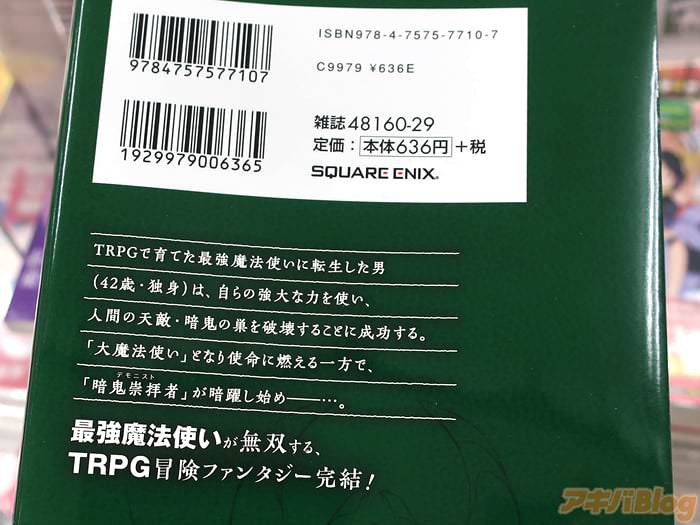 ISBN978-4-7575-7710-7
9784757577107
C9979 ¥636E
雑誌 48160-29
定価：本体636円＋税
1929979006365
SQUARE ENIX®
TRPGで育てた最強魔法使いに転生した男
（42歳・独身）は、自らの強大な力を使い、
人間の天敵・暗鬼の巣を破壊することに成功する。
「大魔法使い」となり使命に燃える一方で、
デモニスト
「暗鬼崇拝者」が暗躍し始め――…。
最強魔法使いが無双する、
TRPG冒険ファンタジー完結！
アキバBlog